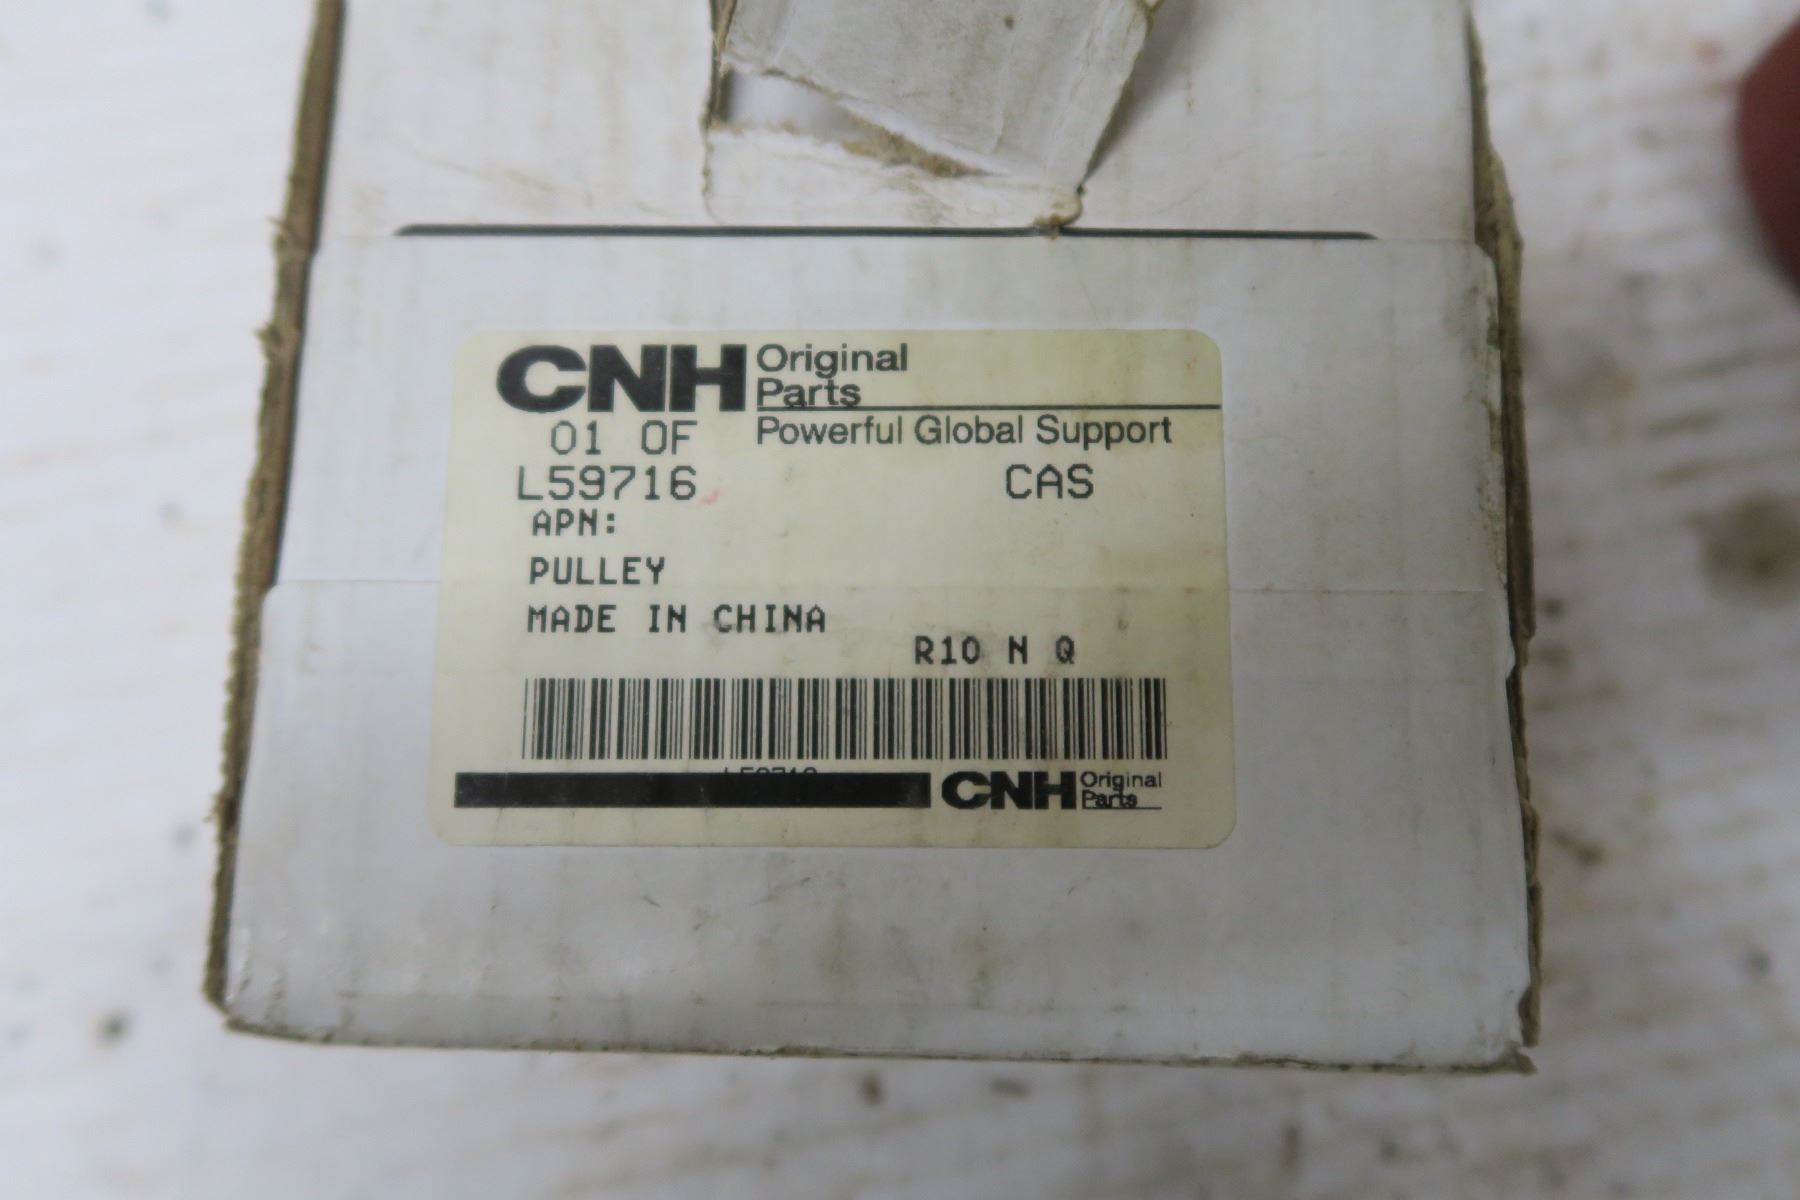 CNH Original
Parts
Powerful Global Support
01 OF
L59716 CAS
APN:
PULLEY
MADE IN CHINA
R10 N Q
CNH Original
Parts